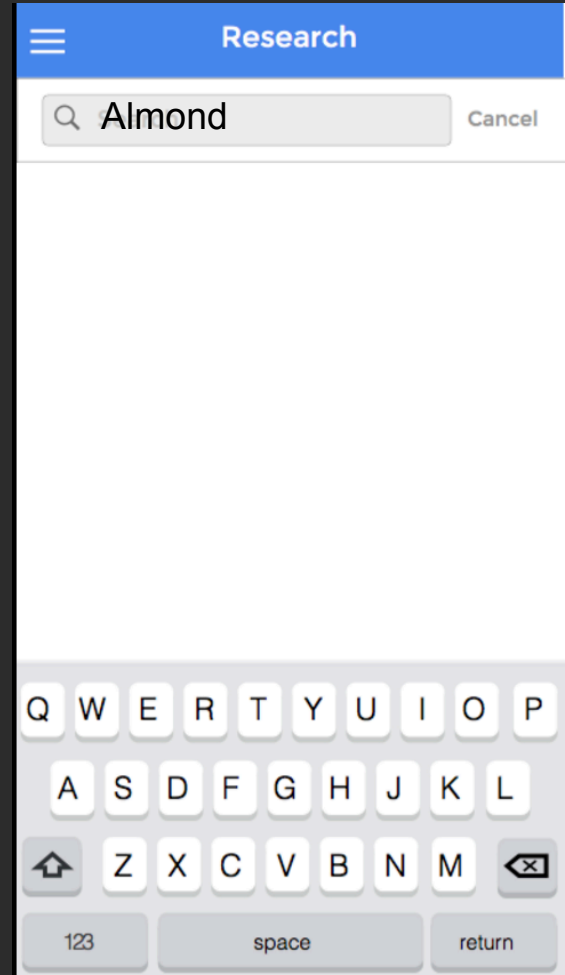 Research
Almond Cancel
Q W E R T Y U I O P
A S D F G H J K L
Z X C V B N M
123 space return